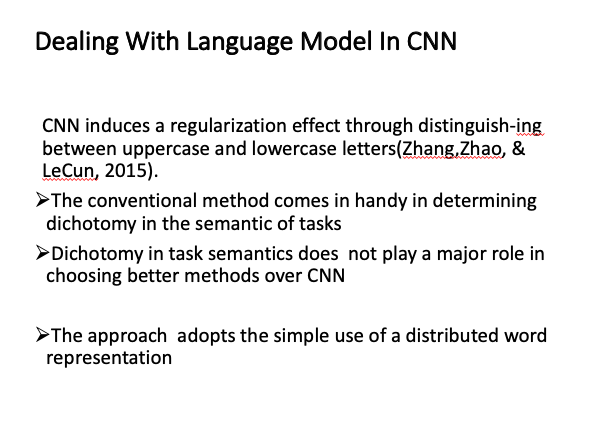 Dealing With Language Model In CNN
CNN induces a regularization effect through distinguish-ing
between uppercase and lowercase letters(Zhang,Zhao, &
LeCun, 2015).
➢The conventional method comes in handy in determining
dichotomy in the semantic of tasks
➢Dichotomy in task semantics does  not play a major role in
choosing better methods over CNN
➢The approach  adopts the simple use of a distributed word
representation